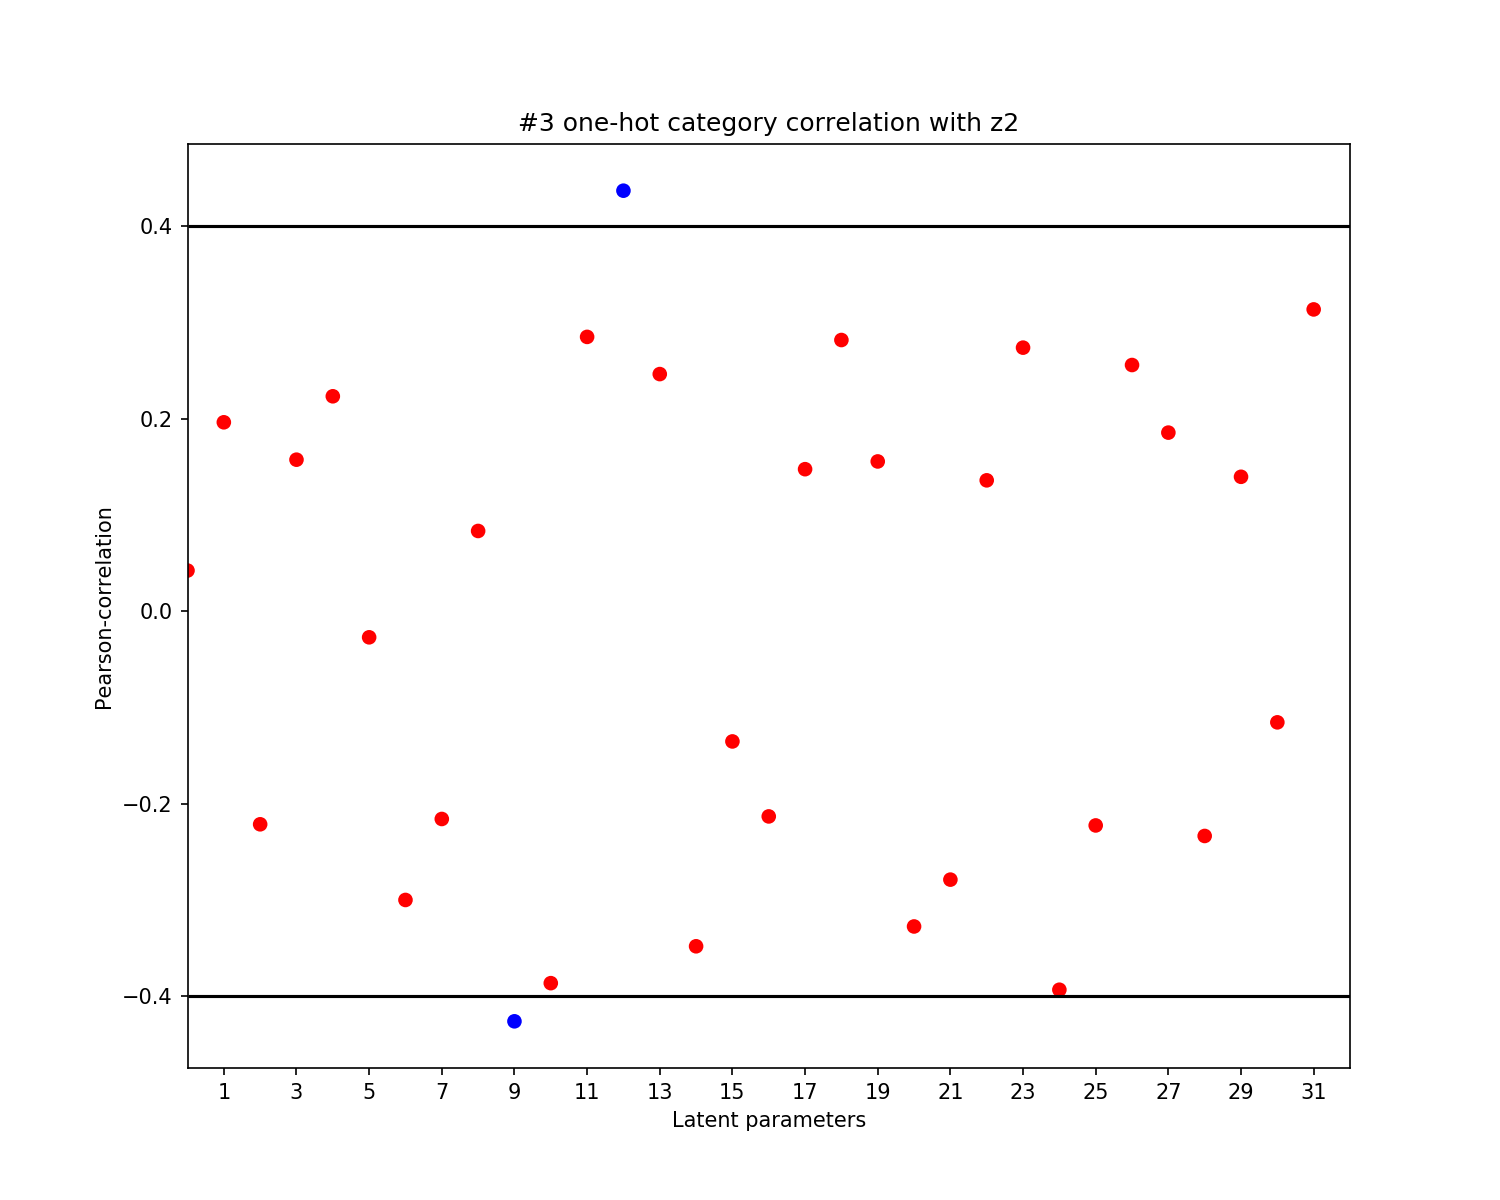 #3 one-hot category correlation with z2
0.4
0.2
0.0
−0.2
−0.4
Pearson-correlation
1 3 5 7 9 11 13 15 17 19 21 23 25 27 29 31
Latent parameters